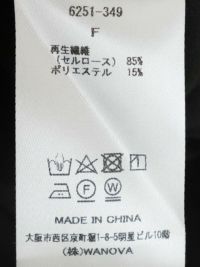 6251-349
F
再生繊維
(セルロース) 85%
ポリエステル 15%
F W
MADE IN CHINA
大阪市西区京町堀1-8-5明星ビル10階
(株)WANOVA